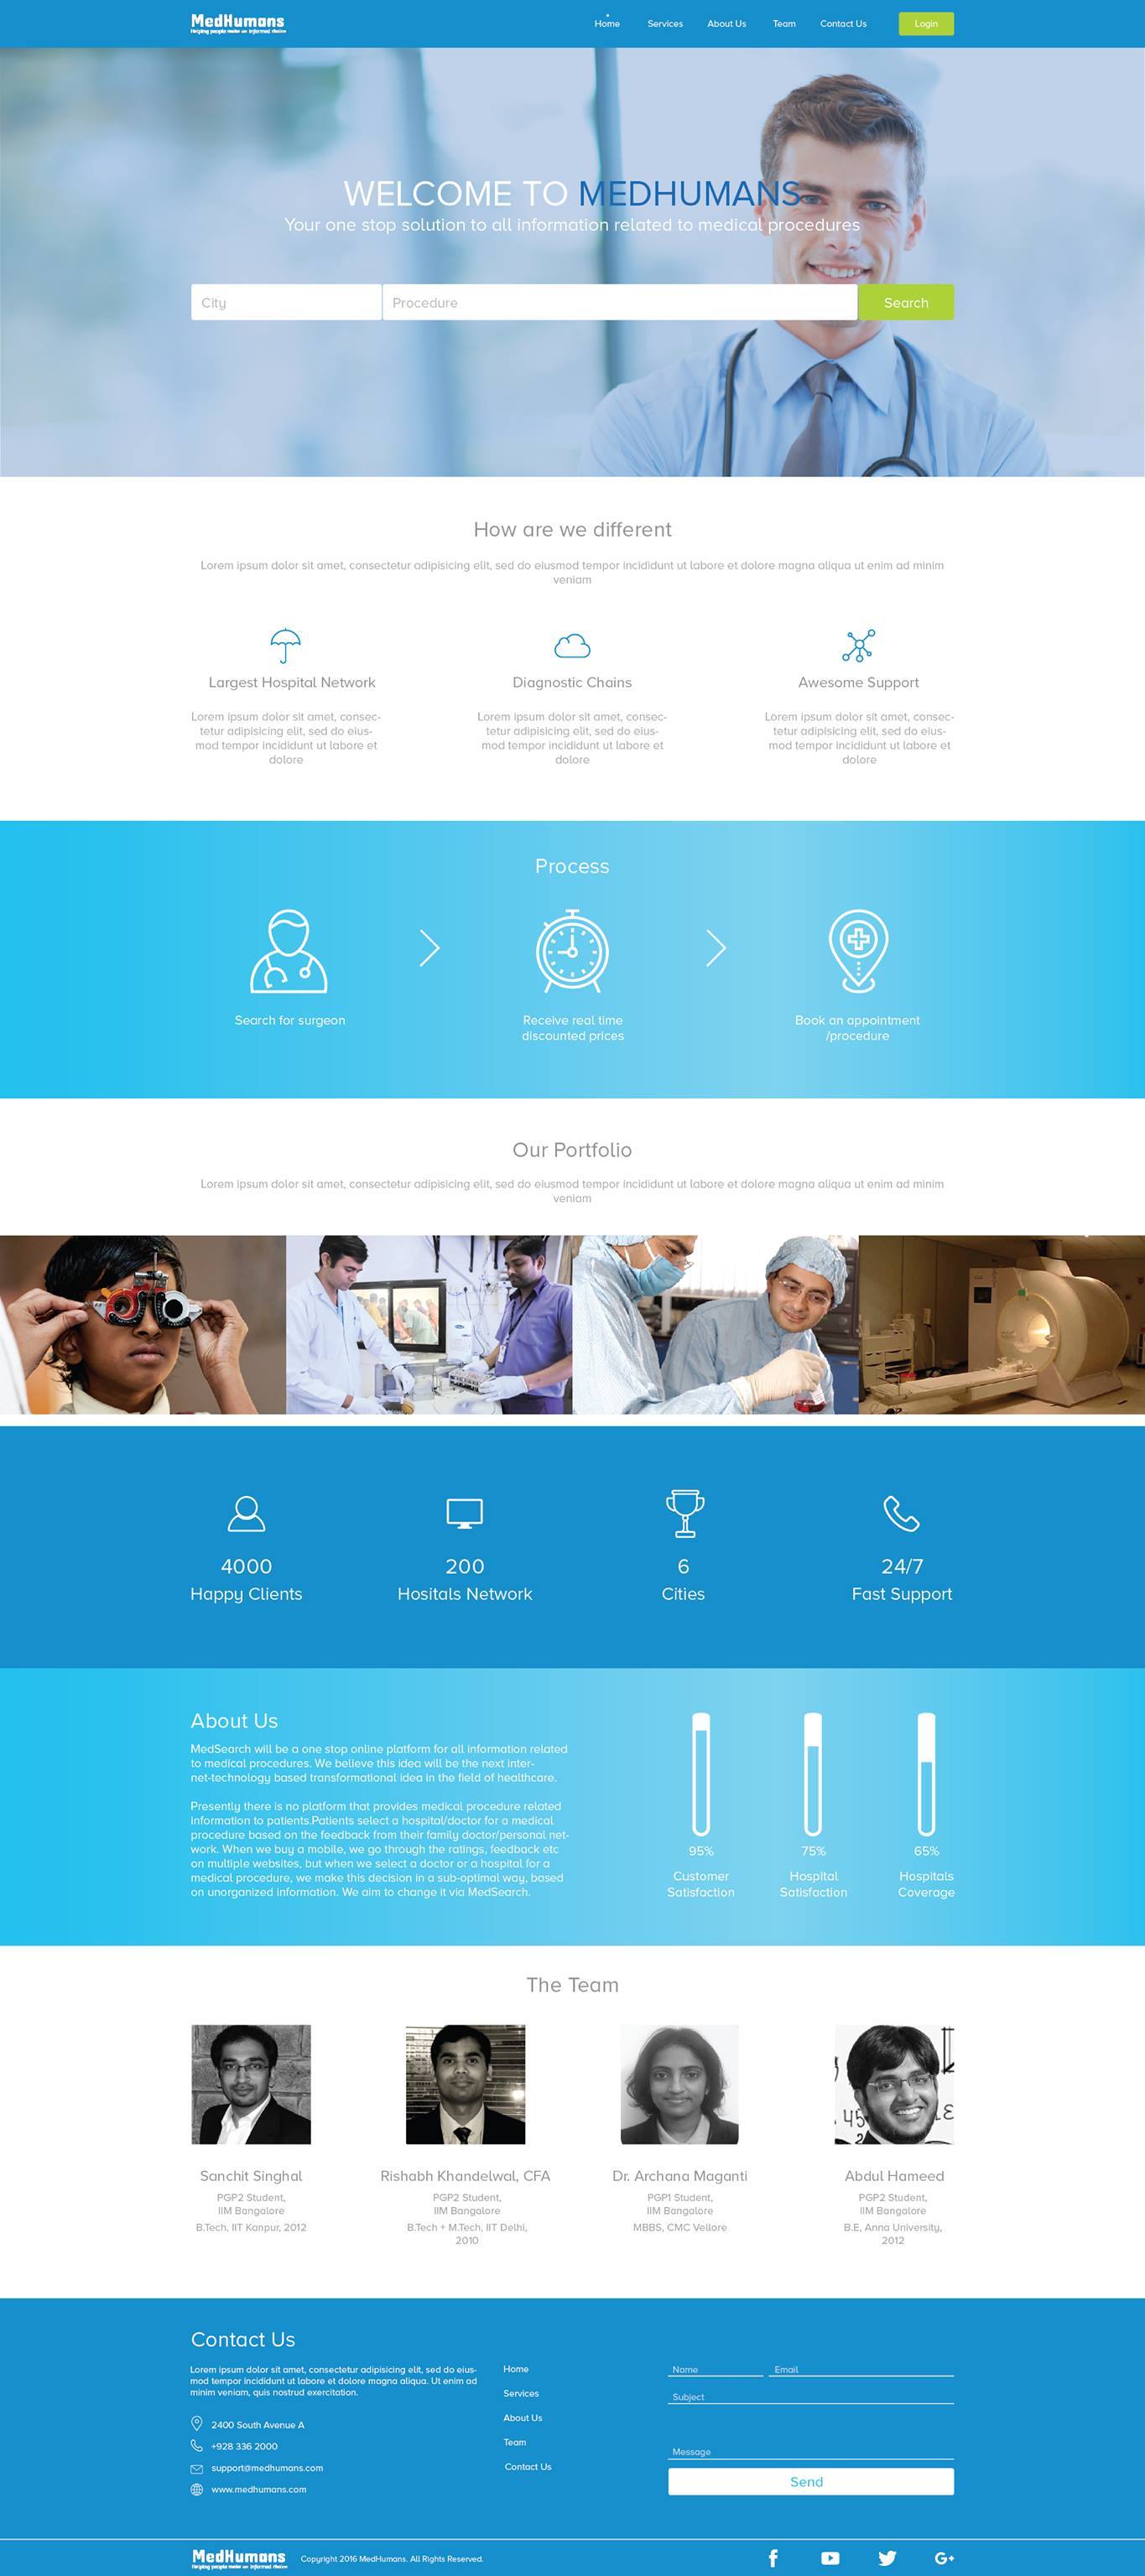 MedHumans
Helping people make an informed choice
Home
Services
About Us
Team
Contact Us
Login
WELCOME TO MEDHUMANS
Your one stop solution to all information related to medical procedures
City
Procedure
Search
How are we different
Lorem ipsum dolor sit amet, consectetur adipisicing elit, sed do eiusmod tempor incididunt ut labore et dolore magna aliqua ut enim ad minim
veniam
Largest Hospital Network
Lorem ipsum dolor sit amet, consec-
tetur adipisicing elit, sed do eius-
mod tempor incididunt ut labore et
dolore
Diagnostic Chains
Lorem ipsum dolor sit amet, consec-
tetur adipisicing elit, sed do eius-
mod tempor incididunt ut labore et
dolore
Awesome Support
Lorem ipsum dolor sit amet, consec-
tetur adipisicing elit, sed do eius-
mod tempor incididunt ut labore et
dolore
Process
Search for surgeon
Receive real time
discounted prices
Book an appointment
/procedure
Our Portfolio
Lorem ipsum dolor sit amet, consectetur adipisicing elit, sed do eiusmod tempor incididunt ut labore et dolore magna aliqua ut enim ad minim
veniam
4000
Happy Clients
200
Hositals Network
6
Cities
24/7
Fast Support
About Us
MedSearch will be a one stop online platform for all information related
to medical procedures. We believe this idea will be the next inter-
net-technology based transformational idea in the field of healthcare.
Presently there is no platform that provides medical procedure related
information to patients.Patients select a hospital/doctor for a medical
procedure based on the feedback from their family doctor/personal net-
work. When we buy a mobile, we go through the ratings, feedback etc
on multiple websites, but when we select a doctor or a hospital for a
medical procedure, we make this decision in a sub-optimal way, based
on unorganized information. We aim to change it via MedSearch.
95%
Customer
Satisfaction
75%
Hospital
Satisfaction
65%
Hospitals
Coverage
The Team
Sanchit Singhal
PGP2 Student,
IIM Bangalore
B.Tech, IIT Kanpur, 2012
Rishabh Khandelwal, CFA
PGP2 Student,
IIM Bangalore
B.Tech + M.Tech, IIT Delhi,
2010
Dr. Archana Maganti
PGP1 Student,
IIM Bangalore
MBBS, CMC Vellore
45
Abdul Hameed
PGP2 Student,
IIM Bangalore
B.E, Anna University,
2012
Contact Us
Lorem ipsum dolor sit amet, consectetur adipisicing elit, sed do eius-
mod tempor incididunt ut labore et dolore magna aliqua. Ut enim ad
minim veniam, quis nostrud exercitation.
2400 South Avenue A
+928 336 2000
support@medhumans.com
www.medhumans.com
Home
Services
About Us
Team
Contact Us
Name
Email
Subject
Message
Send
MedHumans
Helping people make an informed choice
Copyright 2016 MedHumans. All Rights Reserved.
G+